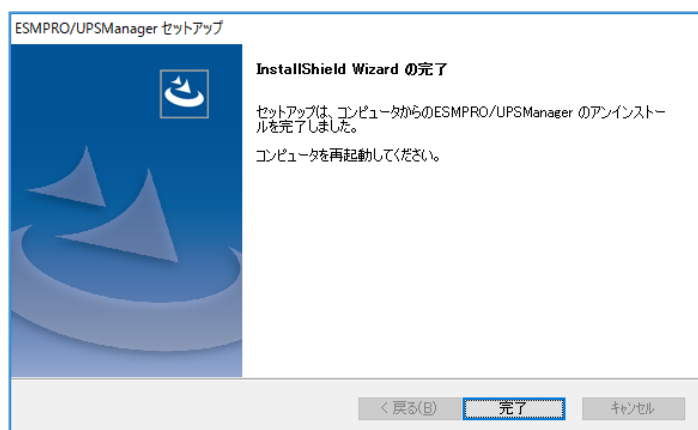 ESMPRO/UPSManager セットアップ
InstallShield Wizard の完了
セットアップは、コンピュータからのESMPRO/UPSManager のアンインストー
ルを完了しました。
コンピュータを再起動してください。
< 戻る(B)
完了
キャンセル